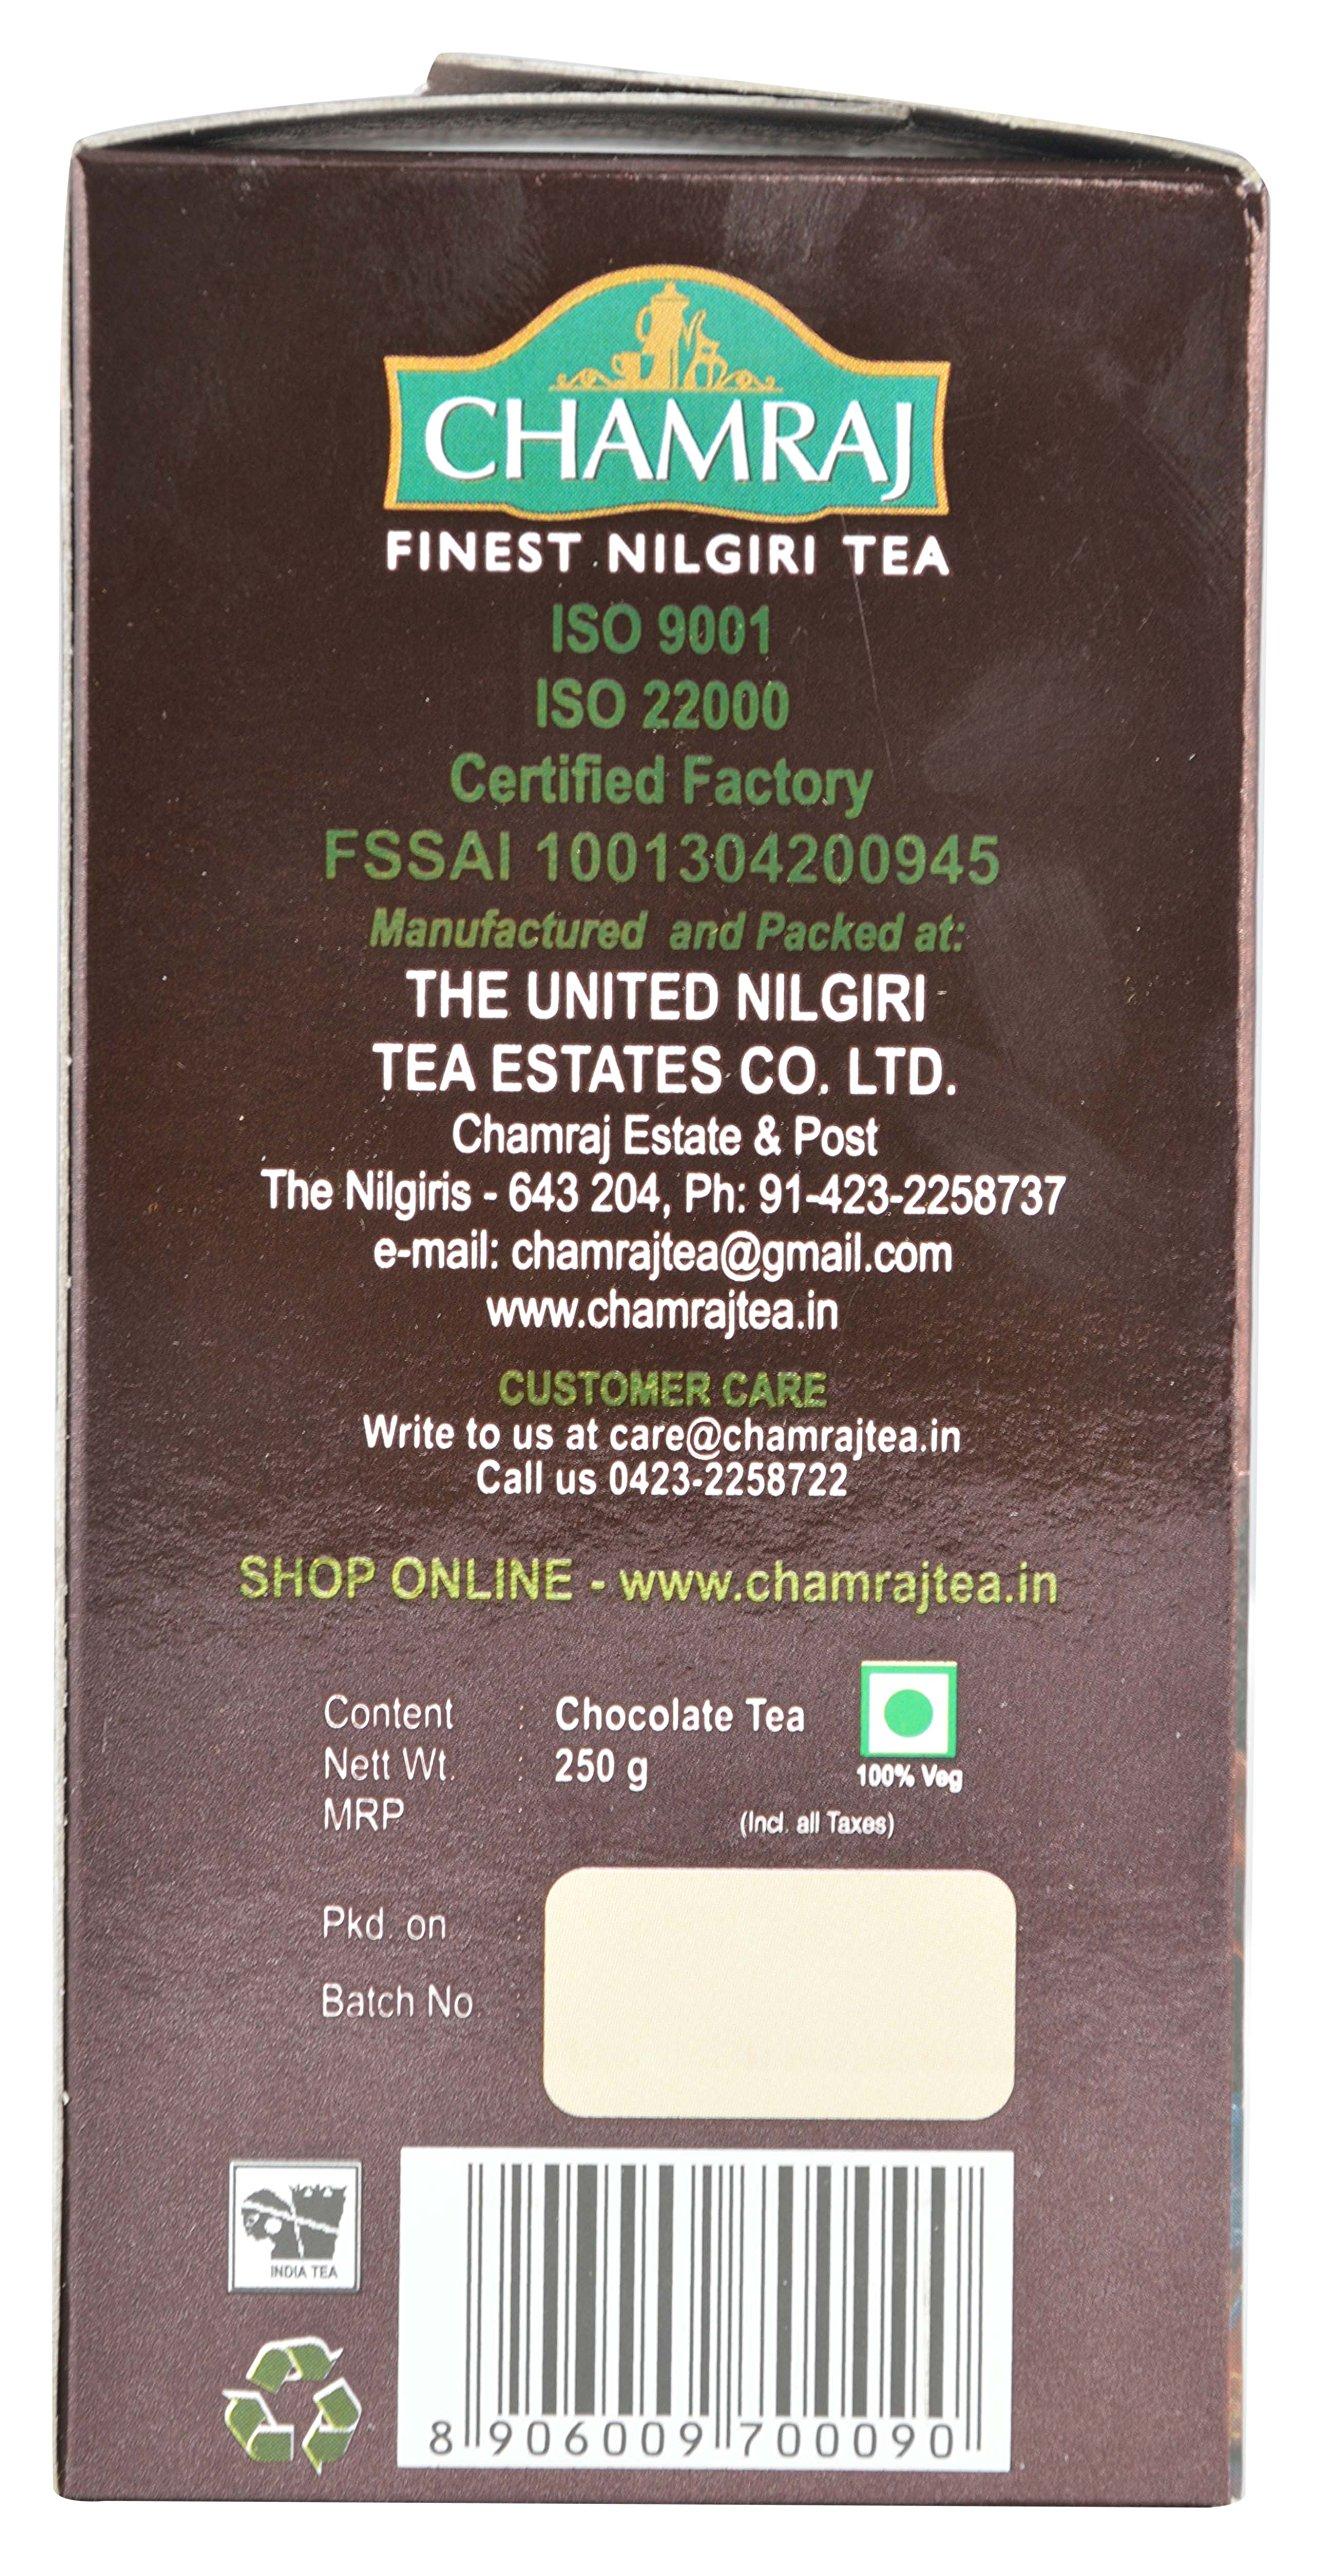 CHAMRAJ
FINEST NILGIRI TEA
ISO 9001
ISO 22000
Certified Factory
FSSAI 1001304200945
Manufactured and Packed at:
THE UNITED NILGIRI
TEA ESTATES CO. LTD.
Chamraj Estate & Post
The Nilgiris - 643 204, Ph: 91-423-2258737
e-mail: chamrajtea@gmail.com
www.chamrajtea.in
CUSTOMER CARE
Write to us at care@chamrajtea.in
Call us 0423-2258722
SHOP ONLINE - www.chamrajtea.in
Content : Chocolate Tea
Nett Wt. : 250 g
100% Veg
MRP (Incl. all Taxes)
Pkd. on
Batch No.
INDIA TEA
8 906009 700090